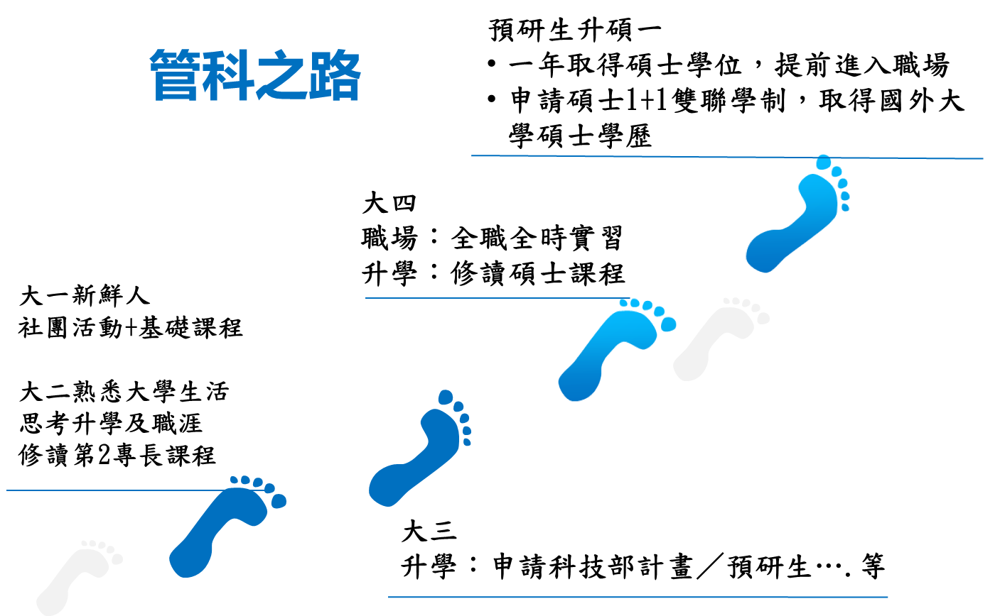 管科之路
大一新鮮人
社團活動+基礎課程
大二熟悉大學生活
思考升學及職涯
修讀第2專長課程
大三
升學：申請科技部計畫／預研生….等
大四
職場：全職全時實習
升學：修讀碩士課程
預研生升碩一
•一年取得碩士學位，提前進入職場
•申請碩士1+1雙聯學制，取得國外大
學碩士學歷